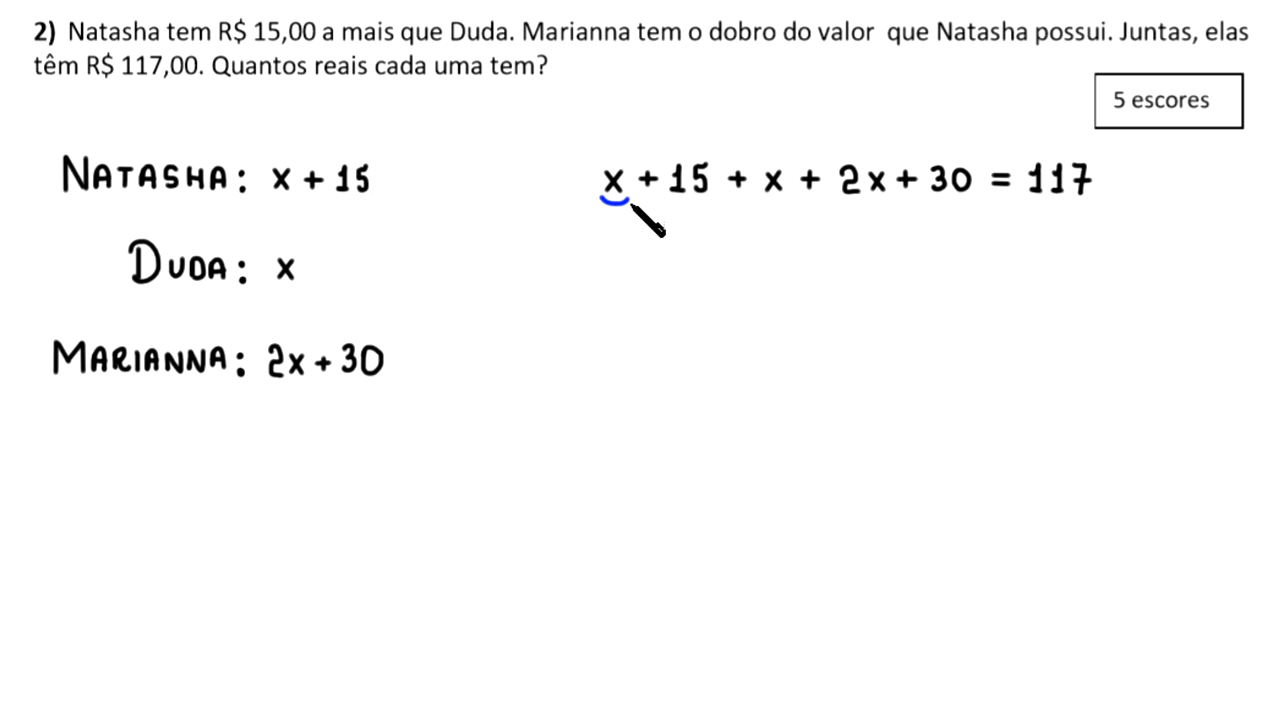 2) Natasha tem R$ 15,00 a mais que Duda. Marianna tem o dobro do valor que Natasha possui. Juntas, elas
têm R$ 117,00. Quantos reais cada uma tem?
5 escores
NATASHA: x + 15
x + 15 + x + 2x + 30 = 117
DUDA: x
MARIANNA: 2x + 30